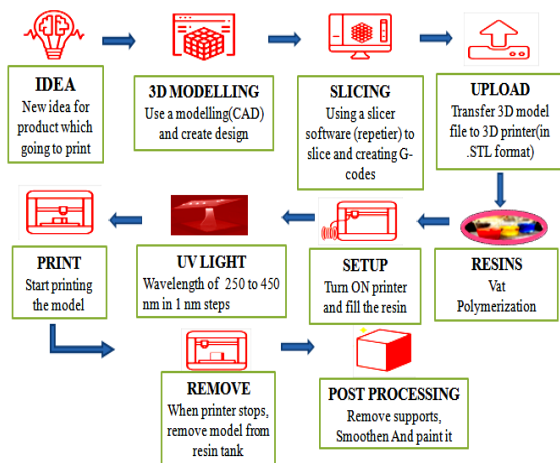 IDEA
New idea for
product which
going to print
3D MODELLING
Use a modelling(CAD)
and create design
SLICING
Using a slicer
software (repetier) to
slice and creating G-
codes
UPLOAD
Transfer 3D model
file to 3D printer(in
.STL format)
RESINS
Vat
Polymerization
SETUP
Turn ON printer
and fill the resin
UV LIGHT
Wavelength of 250 to 450
nm in 1 nm steps
PRINT
Start printing
the model
REMOVE
When printer stops,
remove model from
resin tank
POST PROCESSING
Remove supports,
Smoothen And paint it